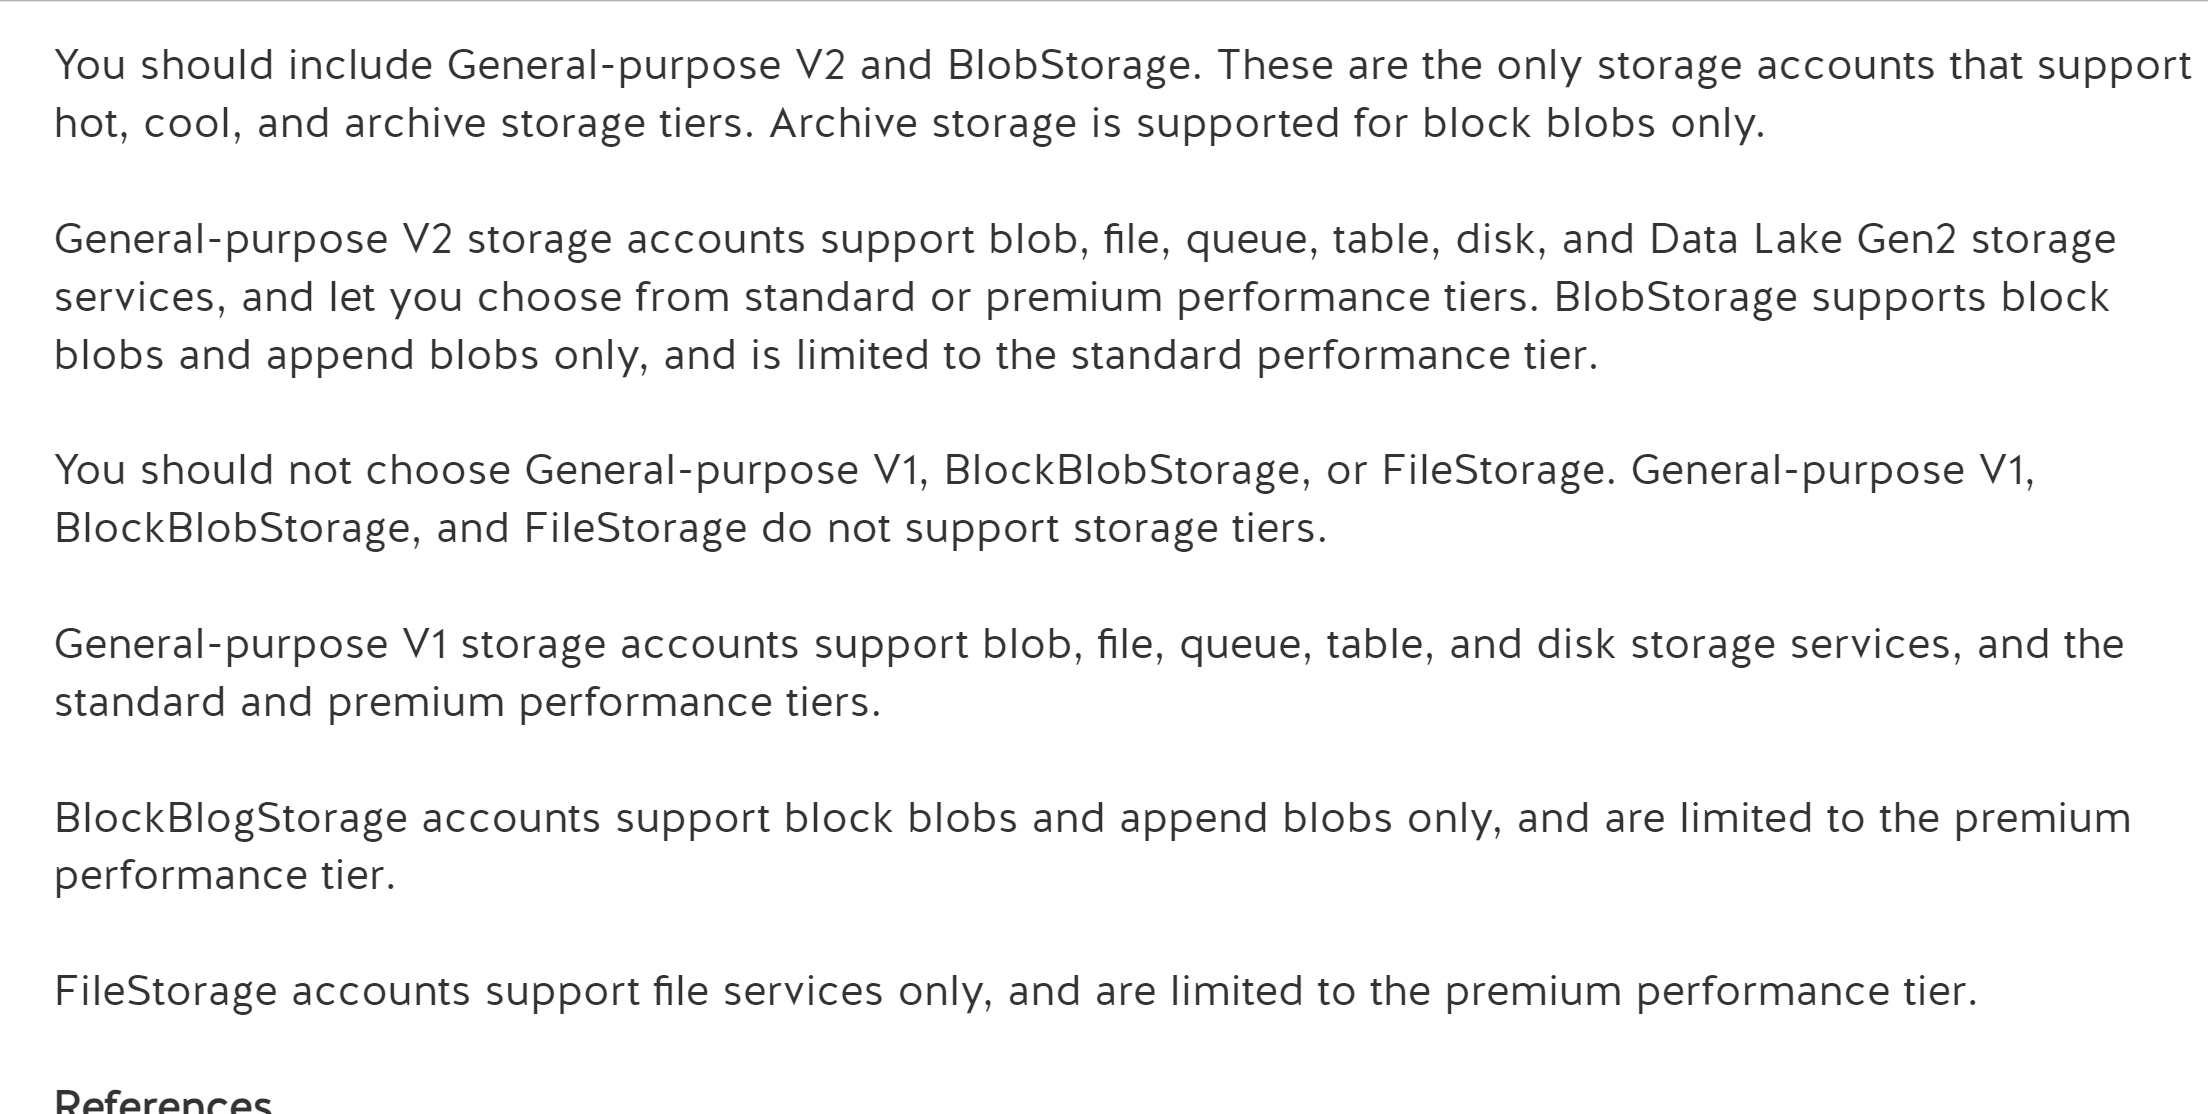 You should include General-purpose V2 and BlobStorage. These are the only storage accounts that support
hot, cool, and archive storage tiers. Archive storage is supported for block blobs only.
General-purpose V2 storage accounts support blob, file, queue, table, disk, and Data Lake Gen2 storage
services, and let you choose from standard or premium performance tiers. BlobStorage supports block
blobs and append blobs only, and is limited to the standard performance tier.
You should not choose General-purpose V1, BlockBlobStorage, or FileStorage. General-purpose V1,
BlockBlobStorage, and FileStorage do not support storage tiers.
General-purpose V1 storage accounts support blob, file, queue, table, and disk storage services, and the
standard and premium performance tiers.
BlockBlogStorage accounts support block blobs and append blobs only, and are limited to the premium
performance tier.
FileStorage accounts support file services only, and are limited to the premium performance tier.
References